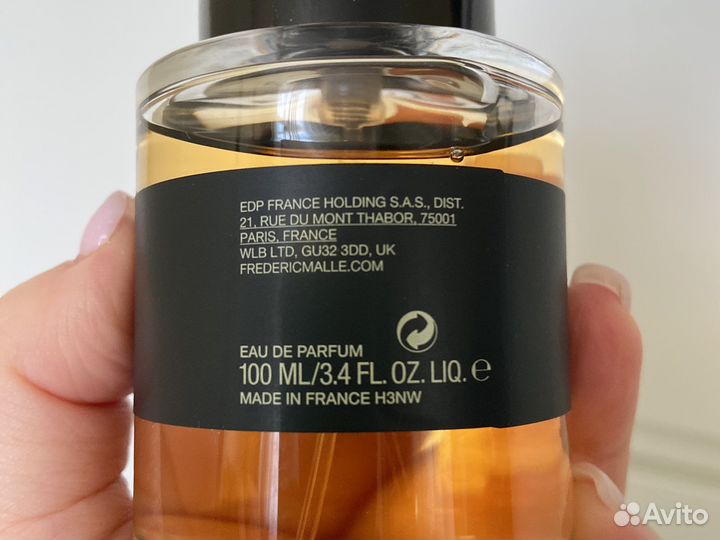 EDP FRANCE HOLDING S.A.S., DIST.
21, RUE DU MONT THABOR, 75001
PARIS, FRANCE
WLB LTD, GU32 3DD, UK
FREDERICMALLE.COM
EAU DE PARFUM
100 ML/3.4 FL. OZ. LIQ. ℮
MADE IN FRANCE H3NW
Avito